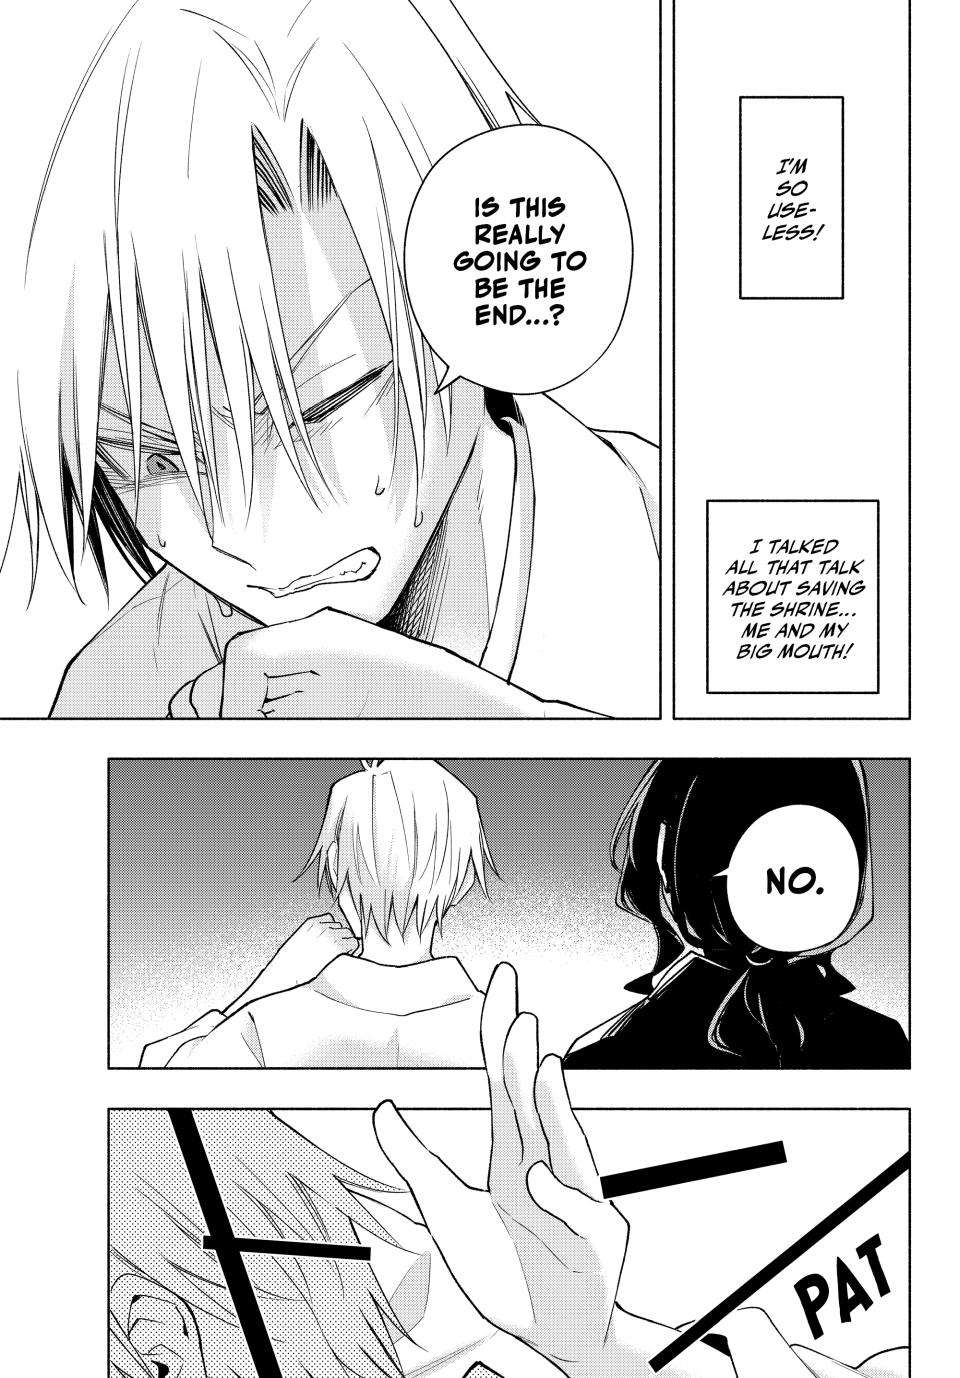 I'M
SO
USE-
LESS!
I TALKED
ALL THAT TALK
ABOUT SAVING
THE SHRINE...
ME AND MY
BIG MOUTH!
IS THIS
REALLY
GOING TO
BE THE
END...?
NO.
PAT